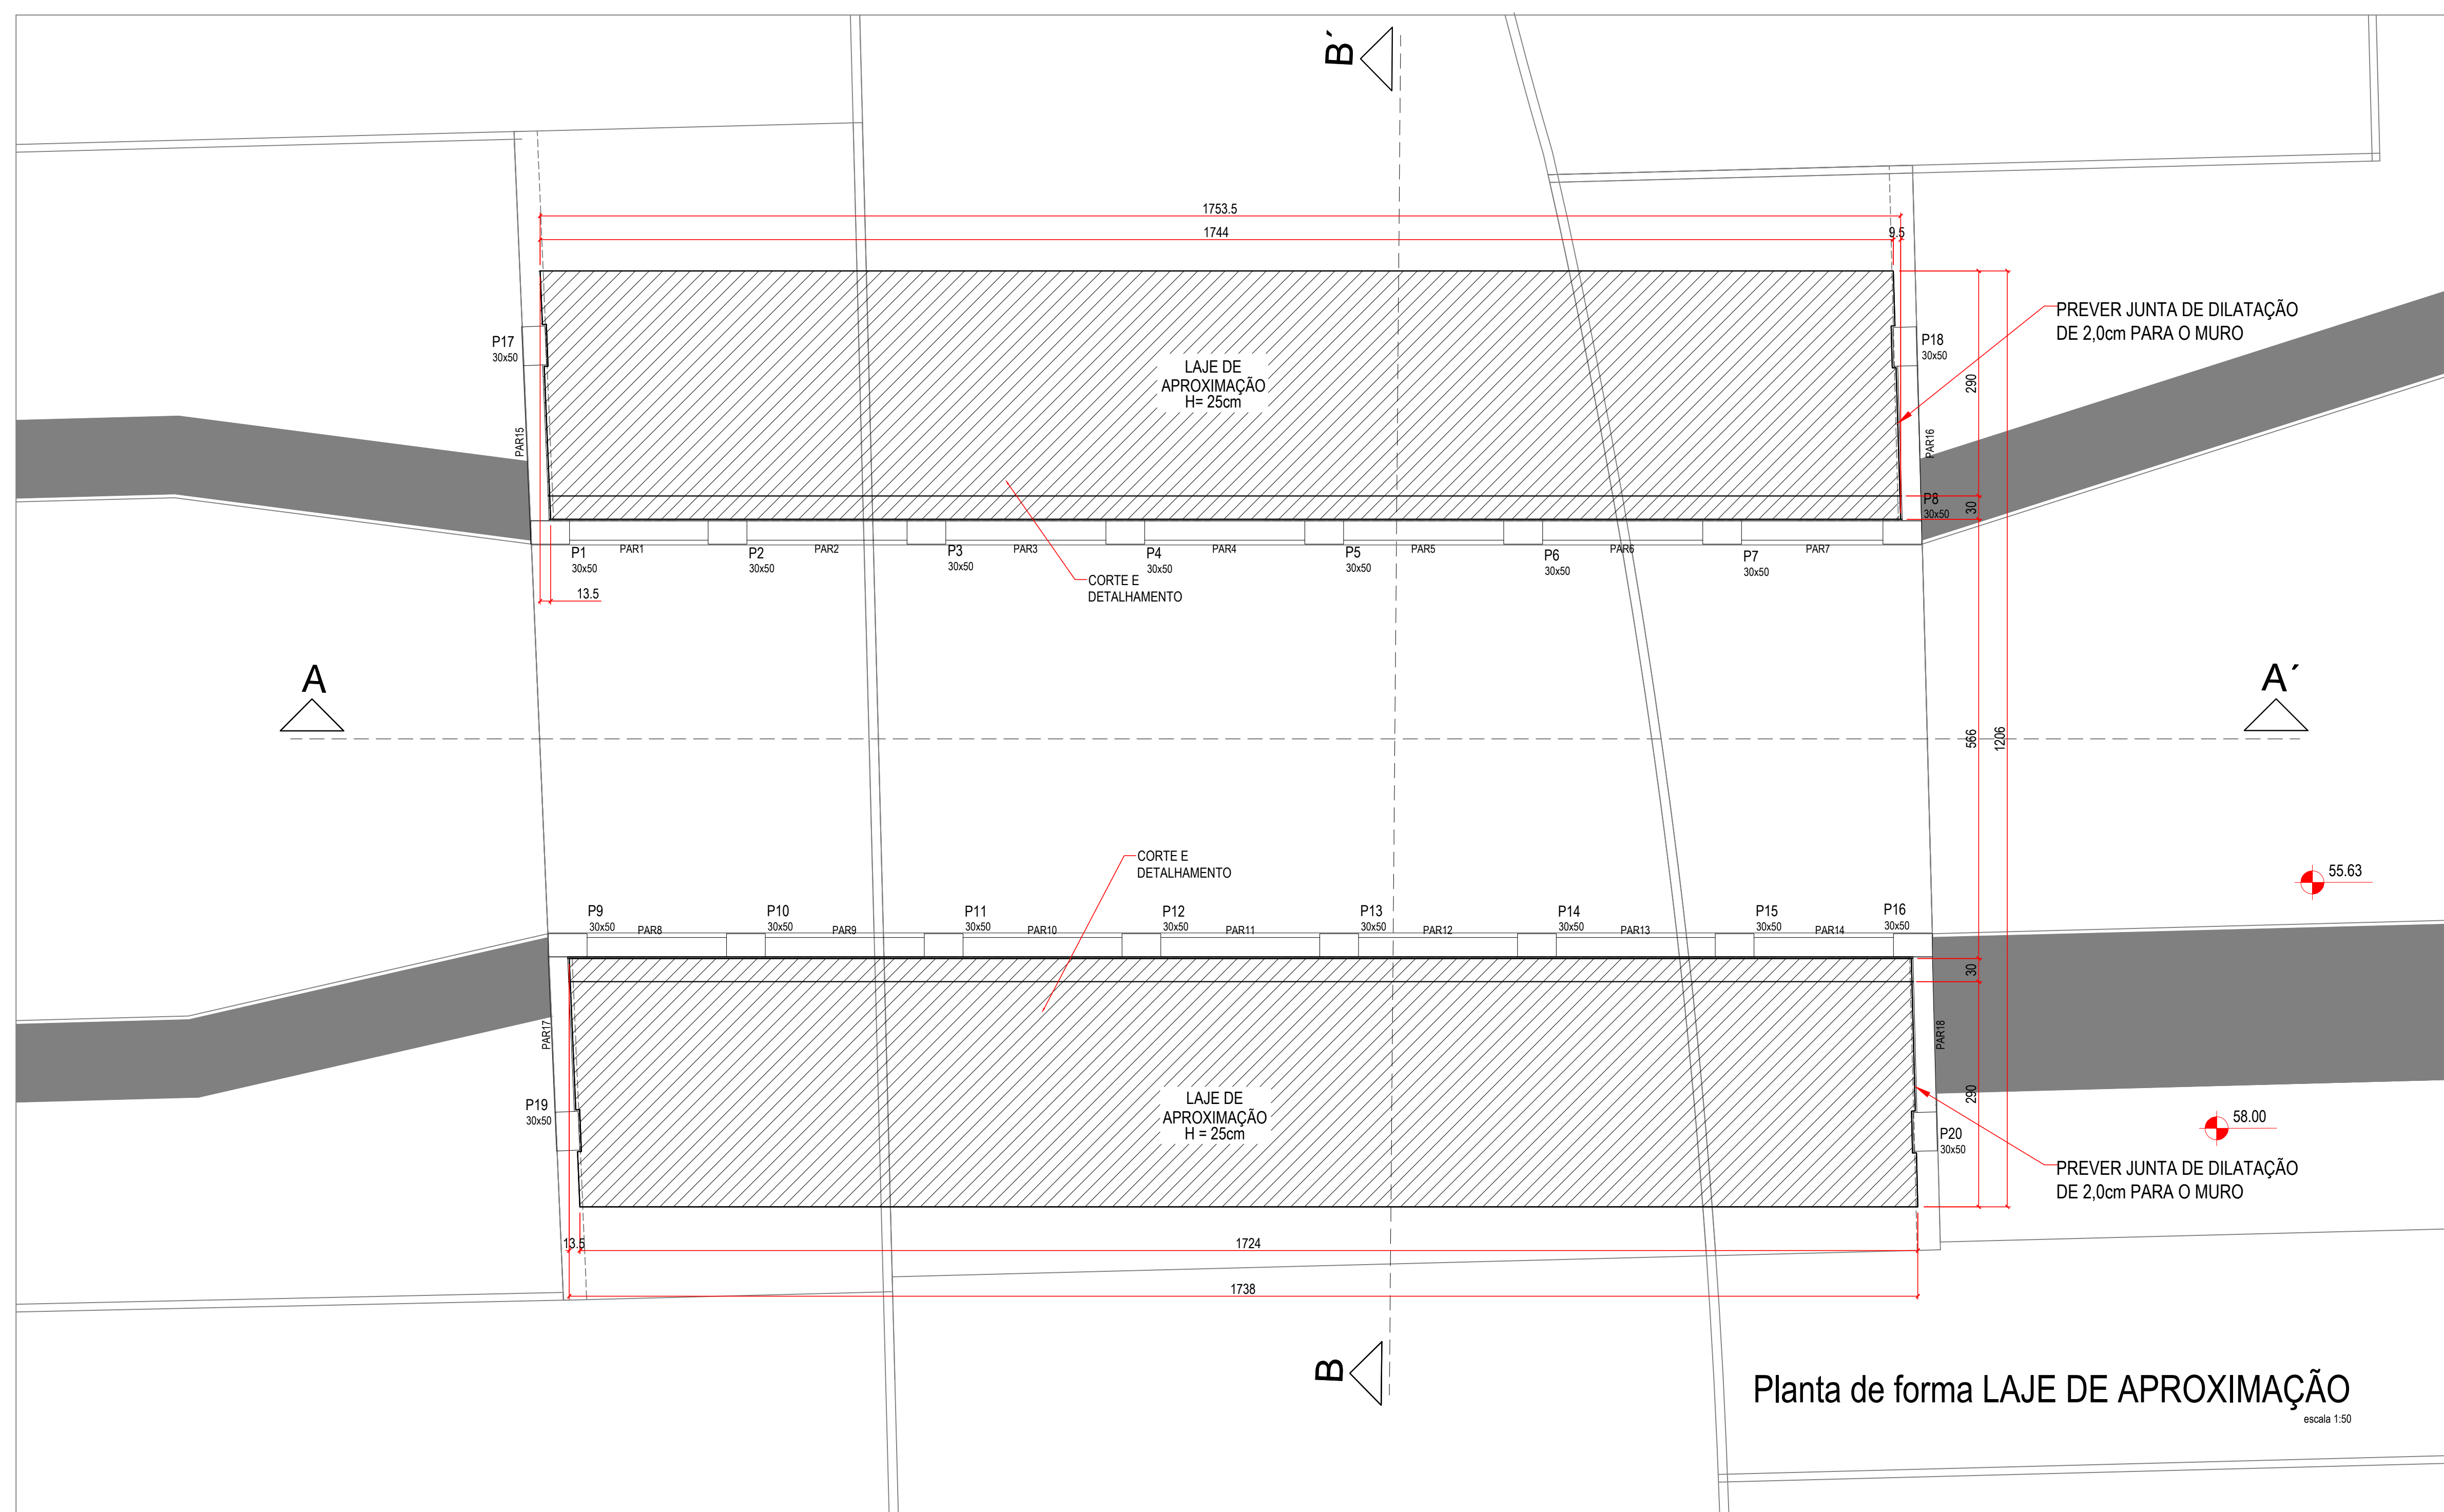 B´
1753.5
1744
9.5
PREVER JUNTA DE DILATAÇÃO
DE 2,0cm PARA O MURO
P17
30x50
P18
30x50
LAJE DE
APROXIMAÇÃO
H= 25cm
290
PAR15
PAR16
P8
30x50
30
P1
30x50
PAR1
P2
30x50
PAR2
P3
30x50
PAR3
P4
30x50
PAR4
P5
30x50
PAR5
P6
30x50
PAR6
P7
30x50
PAR7
CORTE E
DETALHAMENTO
13.5
A
A´
566
1206
CORTE E
DETALHAMENTO
55.63
P9
30x50
PAR8
P10
30x50
PAR9
P11
30x50
PAR10
P12
30x50
PAR11
P13
30x50
PAR12
P14
30x50
PAR13
P15
30x50
PAR14
P16
30x50
30
PAR17
PAR18
290
P19
30x50
LAJE DE
APROXIMAÇÃO
H = 25cm
58.00
P20
30x50
PREVER JUNTA DE DILATAÇÃO
DE 2,0cm PARA O MURO
13.5
1724
1738
B
Planta de forma LAJE DE APROXIMAÇÃO
escala 1:50